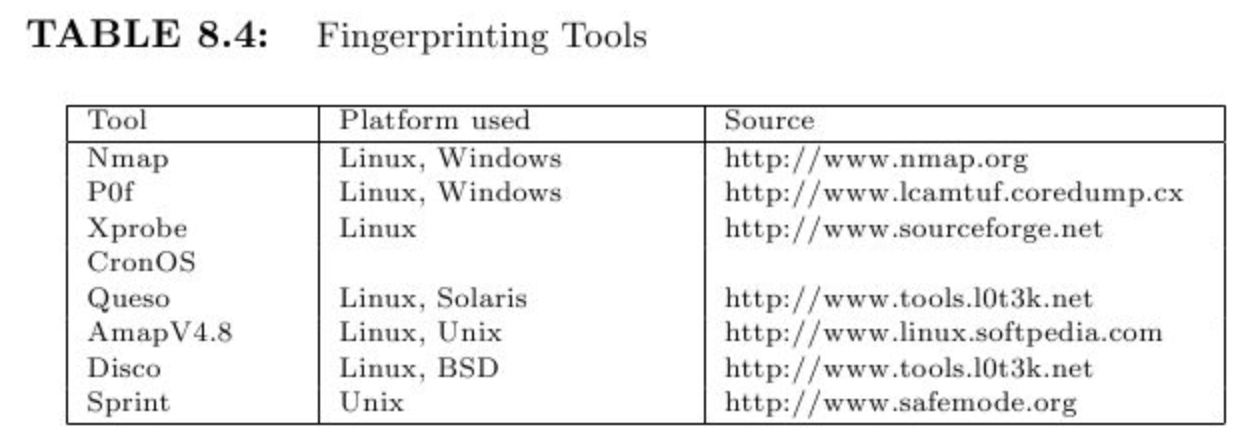 TABLE 8.4: Fingerprinting Tools
Tool Platform used Source
Nmap Linux, Windows http://www.nmap.org
P0f Linux, Windows http://www.lcamtuf.coredump.cx
Xprobe Linux http://www.sourceforge.net
CronOS
Queso Linux, Solaris http://www.tools.l0t3k.net
AmapV4.8 Linux, Unix http://www.linux.softpedia.com
Disco Linux, BSD http://www.tools.l0t3k.net
Sprint Unix http://www.safemode.org